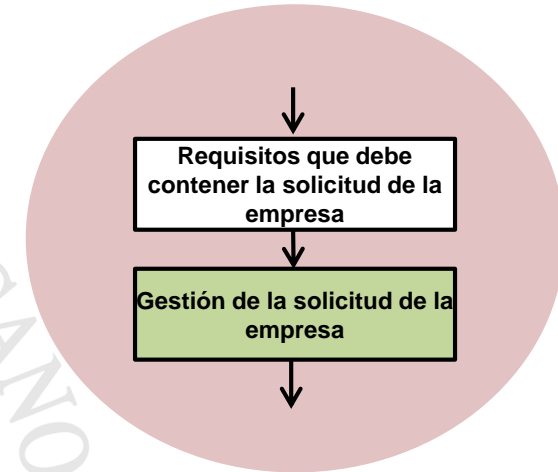 Requisitos que debe
contener la solicitud de la
empresa
Gestión de la solicitud de la
empresa